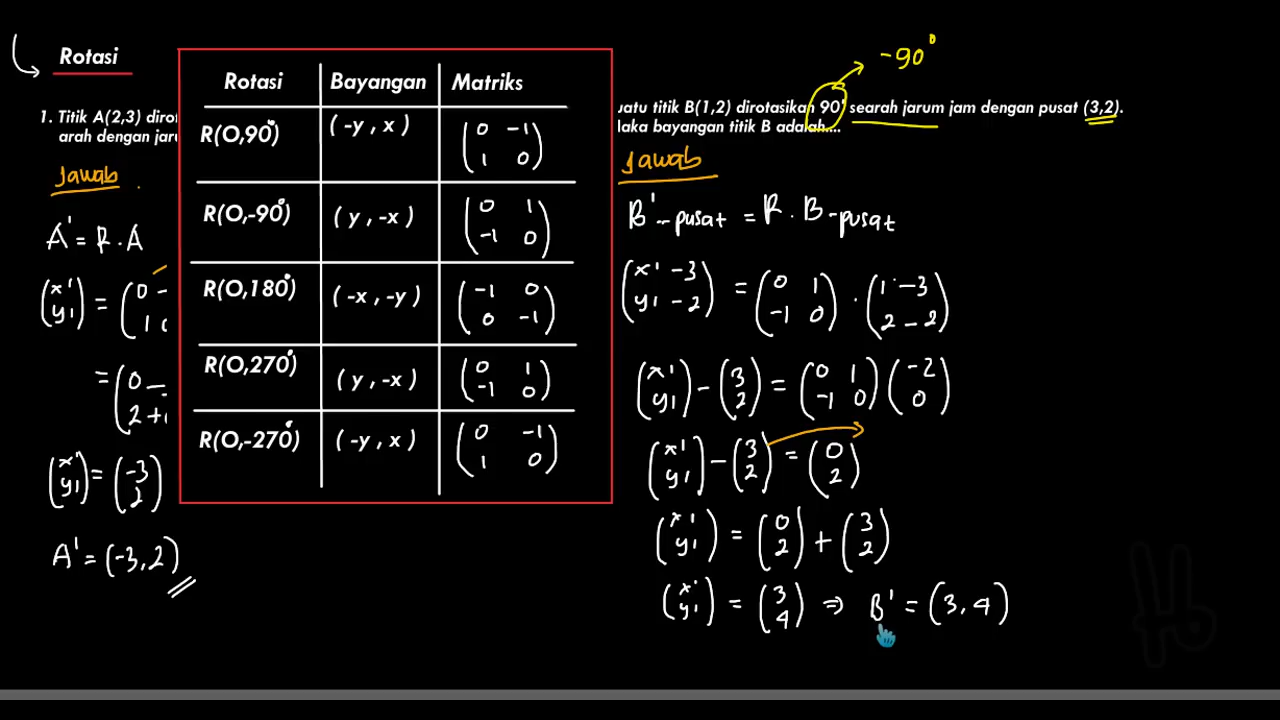 Rotasi
1. Titik A(2,3) dirot
arah dengan jaru
Jawab
A' = R . A
(x' y') = (0 - 1 0
= (0 - 2 +
(x' y') = (-3 2)
A' = (-3,2)
Rotasi Bayangan Matriks
R(O,90°) (-y , x) (0 -1 1 0)
R(O,-90°) (y , -x) (0 1 -1 0)
R(O,180°) (-x , -y) (-1 0 0 -1)
R(O,270°) (y , -x) (0 1 -1 0)
R(O,-270°) (-y , x) (0 -1 1 0)
-90°
uatu titik B(1,2) dirotasikan 90° searah jarum jam dengan pusat (3,2).
Maka bayangan titik B adalah....
Jawab
B' - pusat = R . B - pusat
(x' - 3 y' - 2) = (0 1 -1 0) . (1 - 3 2 - 2)
(x' y') - (3 2) = (0 1 -1 0) (-2 0)
(x' y') - (3 2) = (0 2)
(x' y') = (0 2) + (3 2)
(x' y') = (3 4) ⇒ B' = (3, 4)